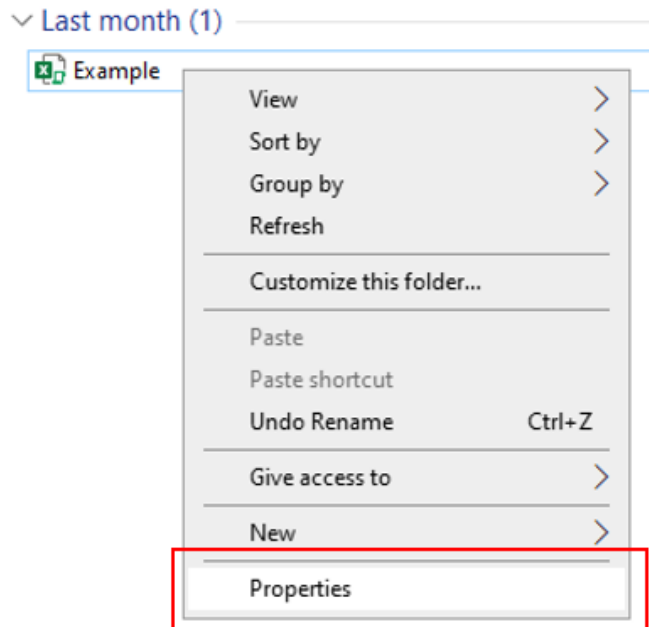 Last month (1)
Example
View
Sort by
Group by
Refresh
Customize this folder...
Paste
Paste shortcut
Undo Rename Ctrl+Z
Give access to
New
Properties